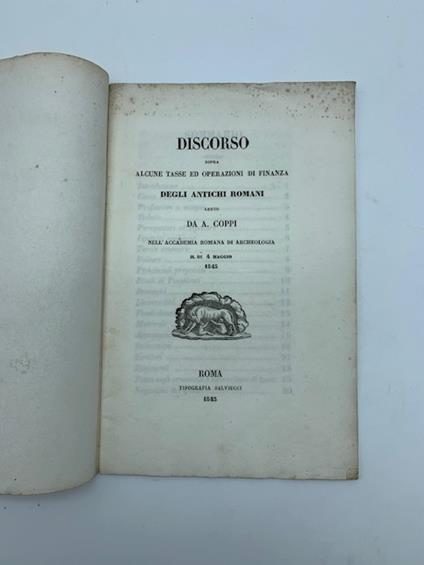 DISCORSO
SOPRA
ALCUNE TASSE ED OPERAZIONI DI FINANZA
DEGLI ANTICHI ROMANI
LETTO
DA A. COPPI
NELL'ACCADEMIA ROMANA DI ARCHEOLOGIA
IL DI 4 MAGGIO
1843
ROMA
TIPOGRAFIA SALVIUCCI
1843